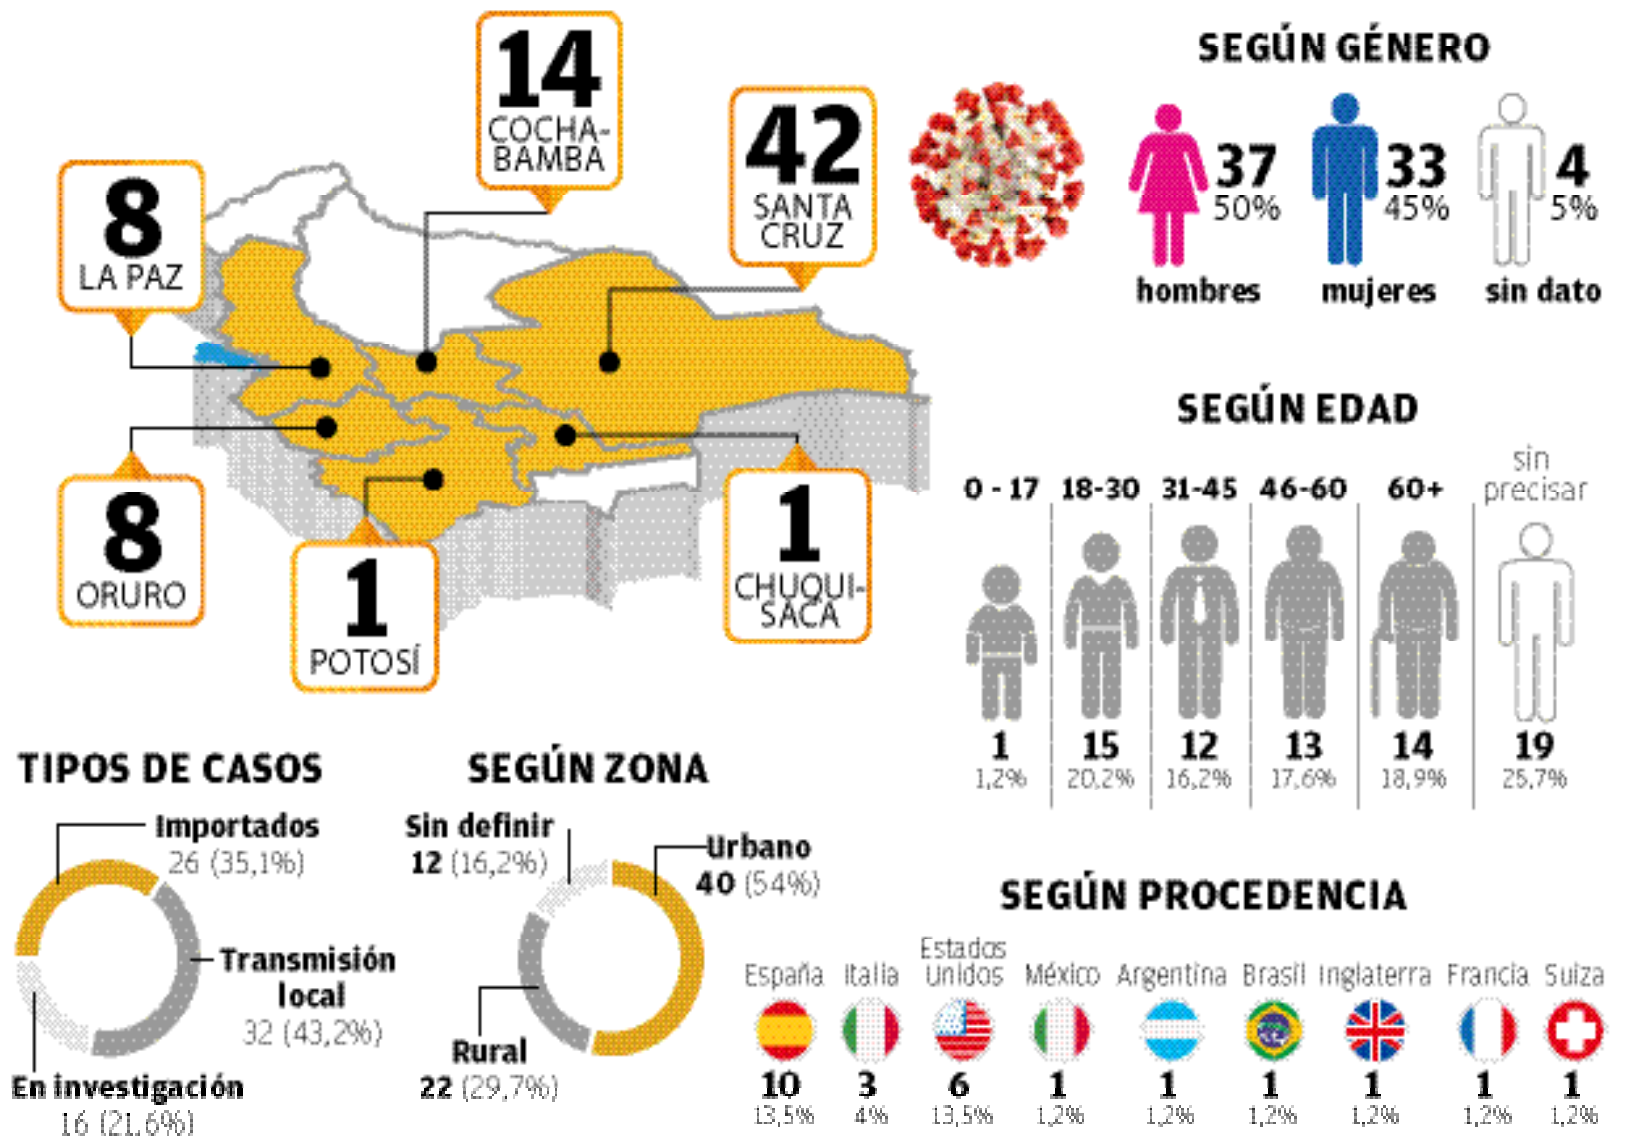 14
COCHA-
BAMBA
42
SANTA
CRUZ
8
LA PAZ
8
ORURO
1
POTOSÍ
1
CHUQUI-
SACA
SEGÚN GÉNERO
37
50%
hombres
33
45%
mujeres
4
5%
sin dato
SEGÚN EDAD
0 - 17 18-30 31-45 46-60 60+ sin
precisar
1 15 12 13 14 19
1,2% 20,2% 16,2% 17,6% 18,9% 25,7%
TIPOS DE CASOS
Importados
26 (35,1%)
Transmisión
local
32 (43,2%)
En investigación
16 (21,6%)
SEGÚN ZONA
Sin definir
12 (16,2%)
Urbano
40 (54%)
Rural
22 (29,7%)
SEGÚN PROCEDENCIA
España Italia Estados
Unidos México Argentina Brasil Inglaterra Francia Suiza
10 3 6 1 1 1 1 1 1
13,5% 4% 13,5% 1,2% 1,2% 1,2% 1,2% 1,2% 1,2%